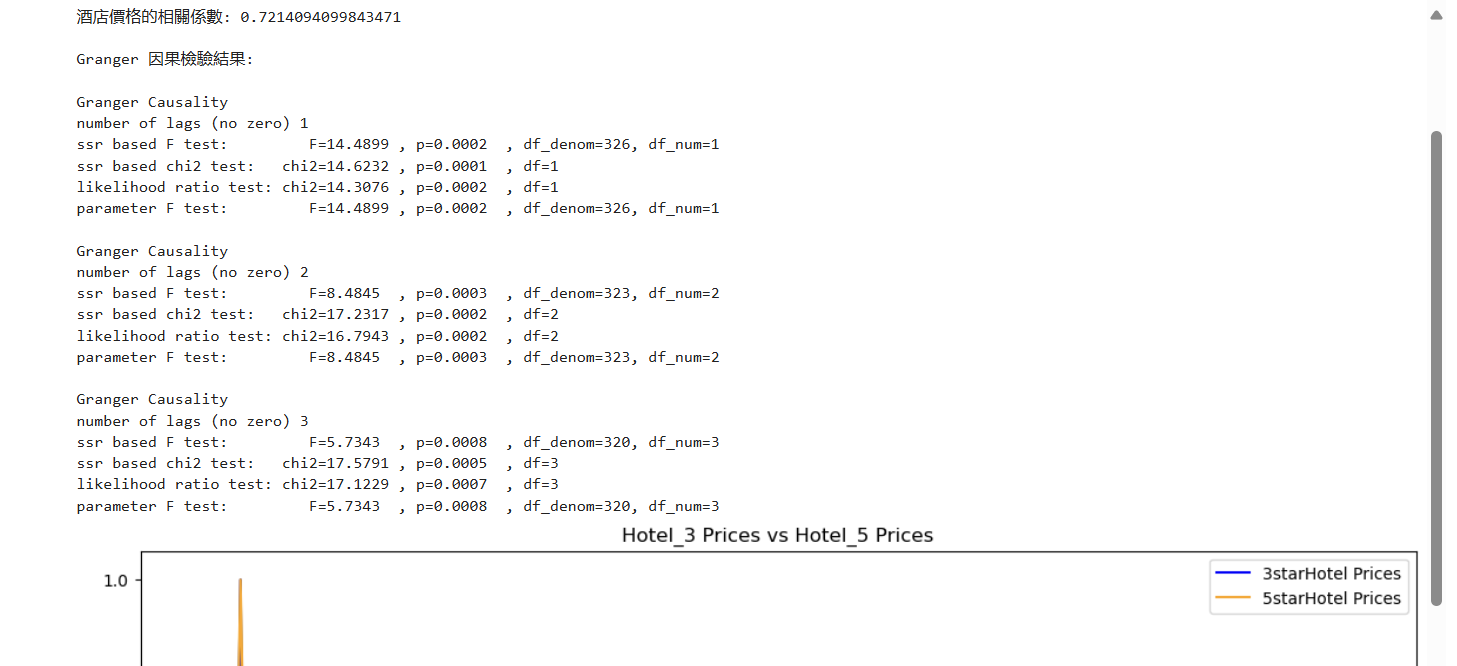 酒店價格的相關係數: 0.7214094099843471
Granger 因果檢驗結果:
Granger Causality
number of lags (no zero) 1
ssr based F test:         F=14.4899 , p=0.0002  , df_denom=326, df_num=1
ssr based chi2 test:   chi2=14.6232 , p=0.0001  , df=1
likelihood ratio test: chi2=14.3076 , p=0.0002  , df=1
parameter F test:         F=14.4899 , p=0.0002  , df_denom=326, df_num=1
Granger Causality
number of lags (no zero) 2
ssr based F test:         F=8.4845  , p=0.0003  , df_denom=323, df_num=2
ssr based chi2 test:   chi2=17.2317 , p=0.0002  , df=2
likelihood ratio test: chi2=16.7943 , p=0.0002  , df=2
parameter F test:         F=8.4845  , p=0.0003  , df_denom=323, df_num=2
Granger Causality
number of lags (no zero) 3
ssr based F test:         F=5.7343  , p=0.0008  , df_denom=320, df_num=3
ssr based chi2 test:   chi2=17.5791 , p=0.0005  , df=3
likelihood ratio test: chi2=17.1229 , p=0.0007  , df=3
parameter F test:         F=5.7343  , p=0.0008  , df_denom=320, df_num=3
Hotel_3 Prices vs Hotel_5 Prices
1.0
3starHotel Prices
5starHotel Prices